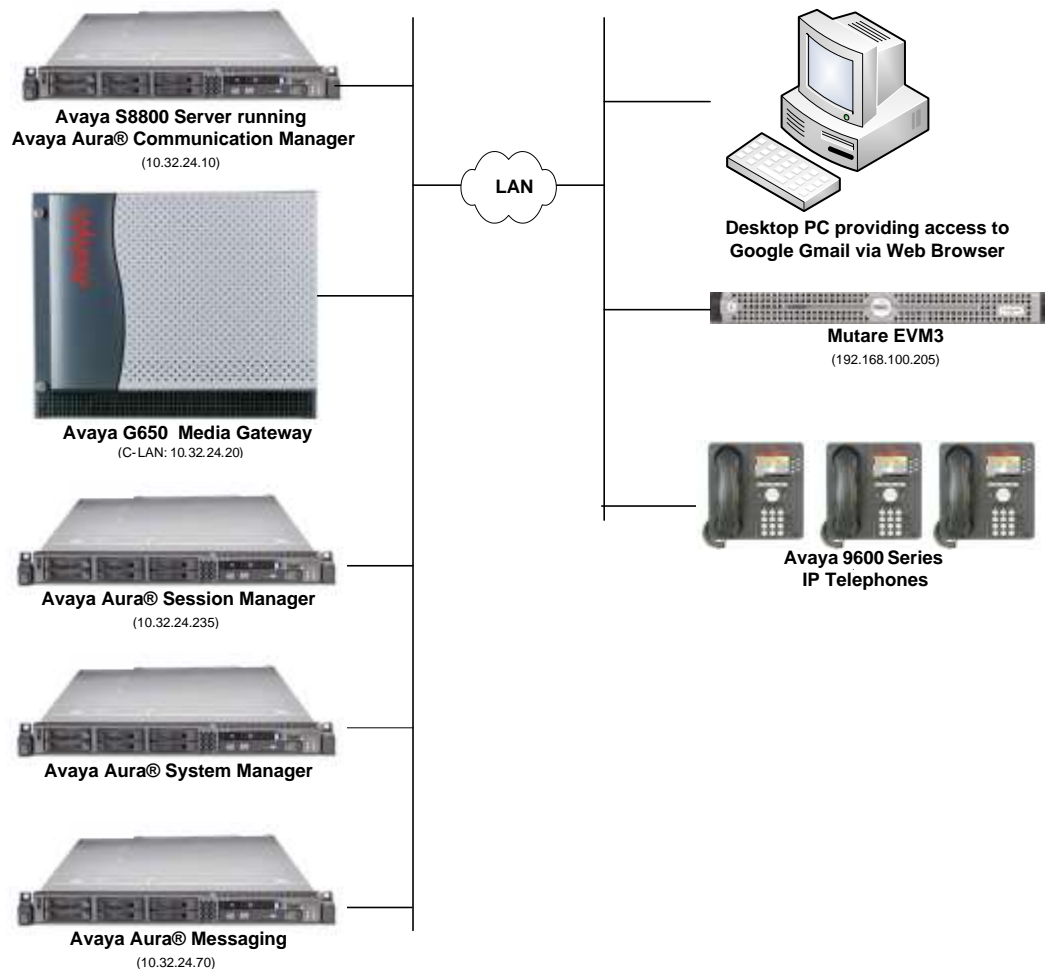 Avaya S8800 Server running
Avaya Aura® Communication Manager
(10.32.24.10)
Avaya G650 Media Gateway
(C-LAN: 10.32.24.20)
Avaya Aura® Session Manager
(10.32.24.235)
Avaya Aura® System Manager
Avaya Aura® Messaging
(10.32.24.70)
LAN
Desktop PC providing access to
Google Gmail via Web Browser
Mutare EVM3
(192.168.100.205)
Avaya 9600 Series
IP Telephones